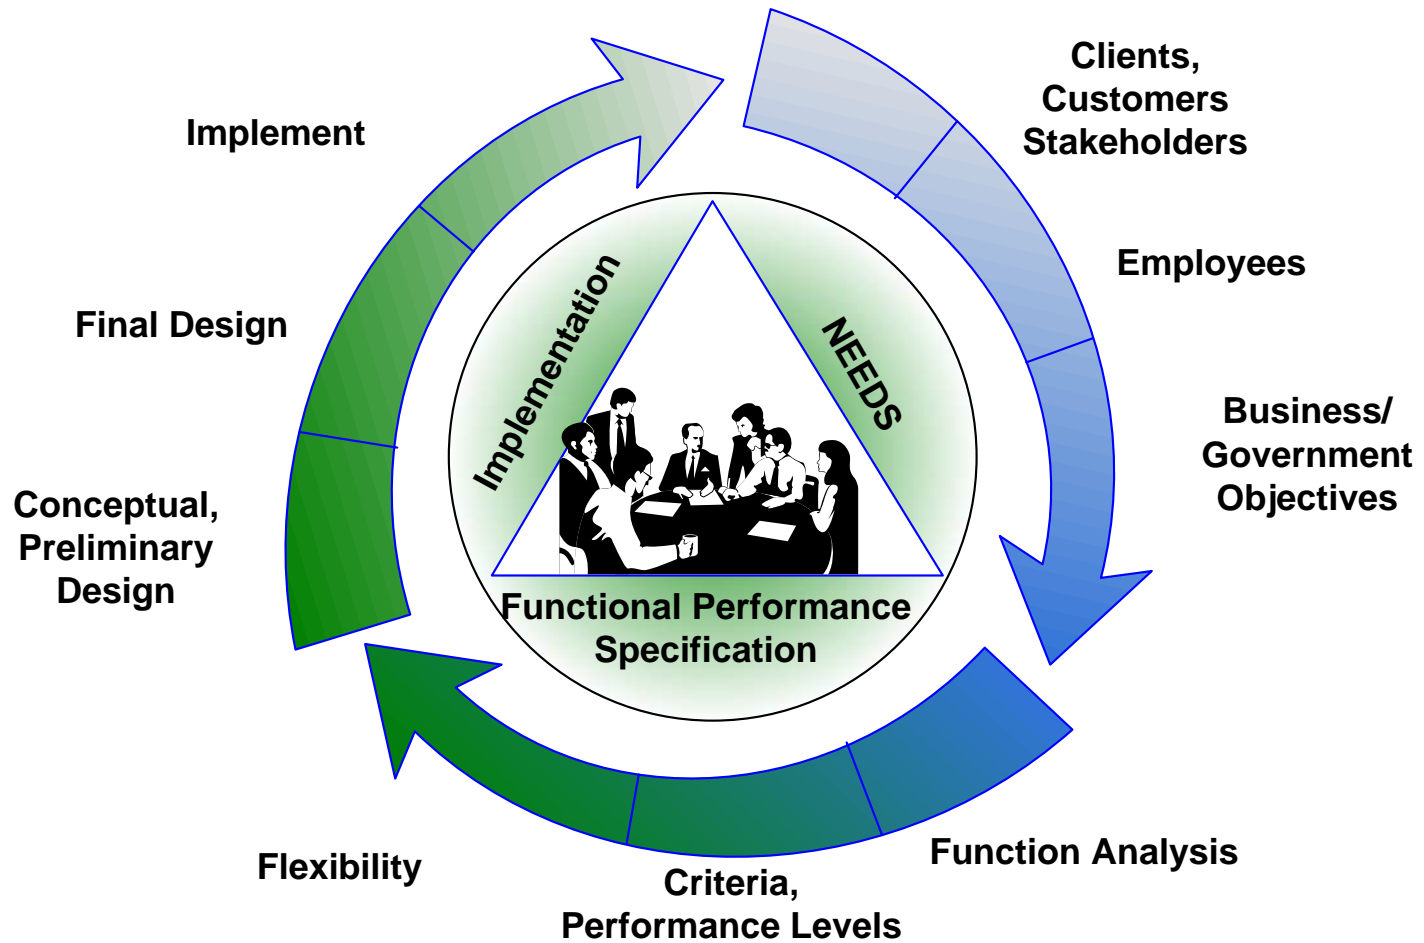 Clients,
Customers
Stakeholders
Employees
Business/
Government
Objectives
Function Analysis
Criteria,
Performance Levels
Flexibility
Conceptual,
Preliminary
Design
Final Design
Implement
Implementation
NEEDS
Functional Performance
Specification